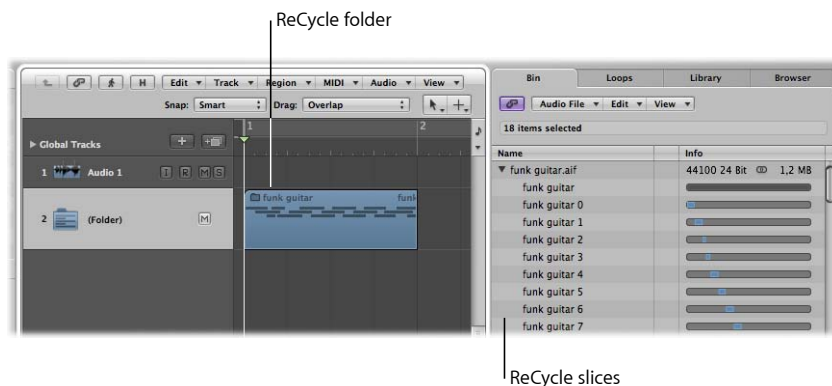 ReCycle folder
H Edit Track Region MIDI Audio View
Snap: Smart Drag: Overlap
1 2
Global Tracks
1 Audio 1 I R M S
2 (Folder) M
funk guitar funk
Bin Loops Library Browser
Audio File Edit View
18 items selected
Name Info
funk guitar.aif 44100 24 Bit 1,2 MB
funk guitar
funk guitar 0
funk guitar 1
funk guitar 2
funk guitar 3
funk guitar 4
funk guitar 5
funk guitar 6
funk guitar 7
ReCycle slices